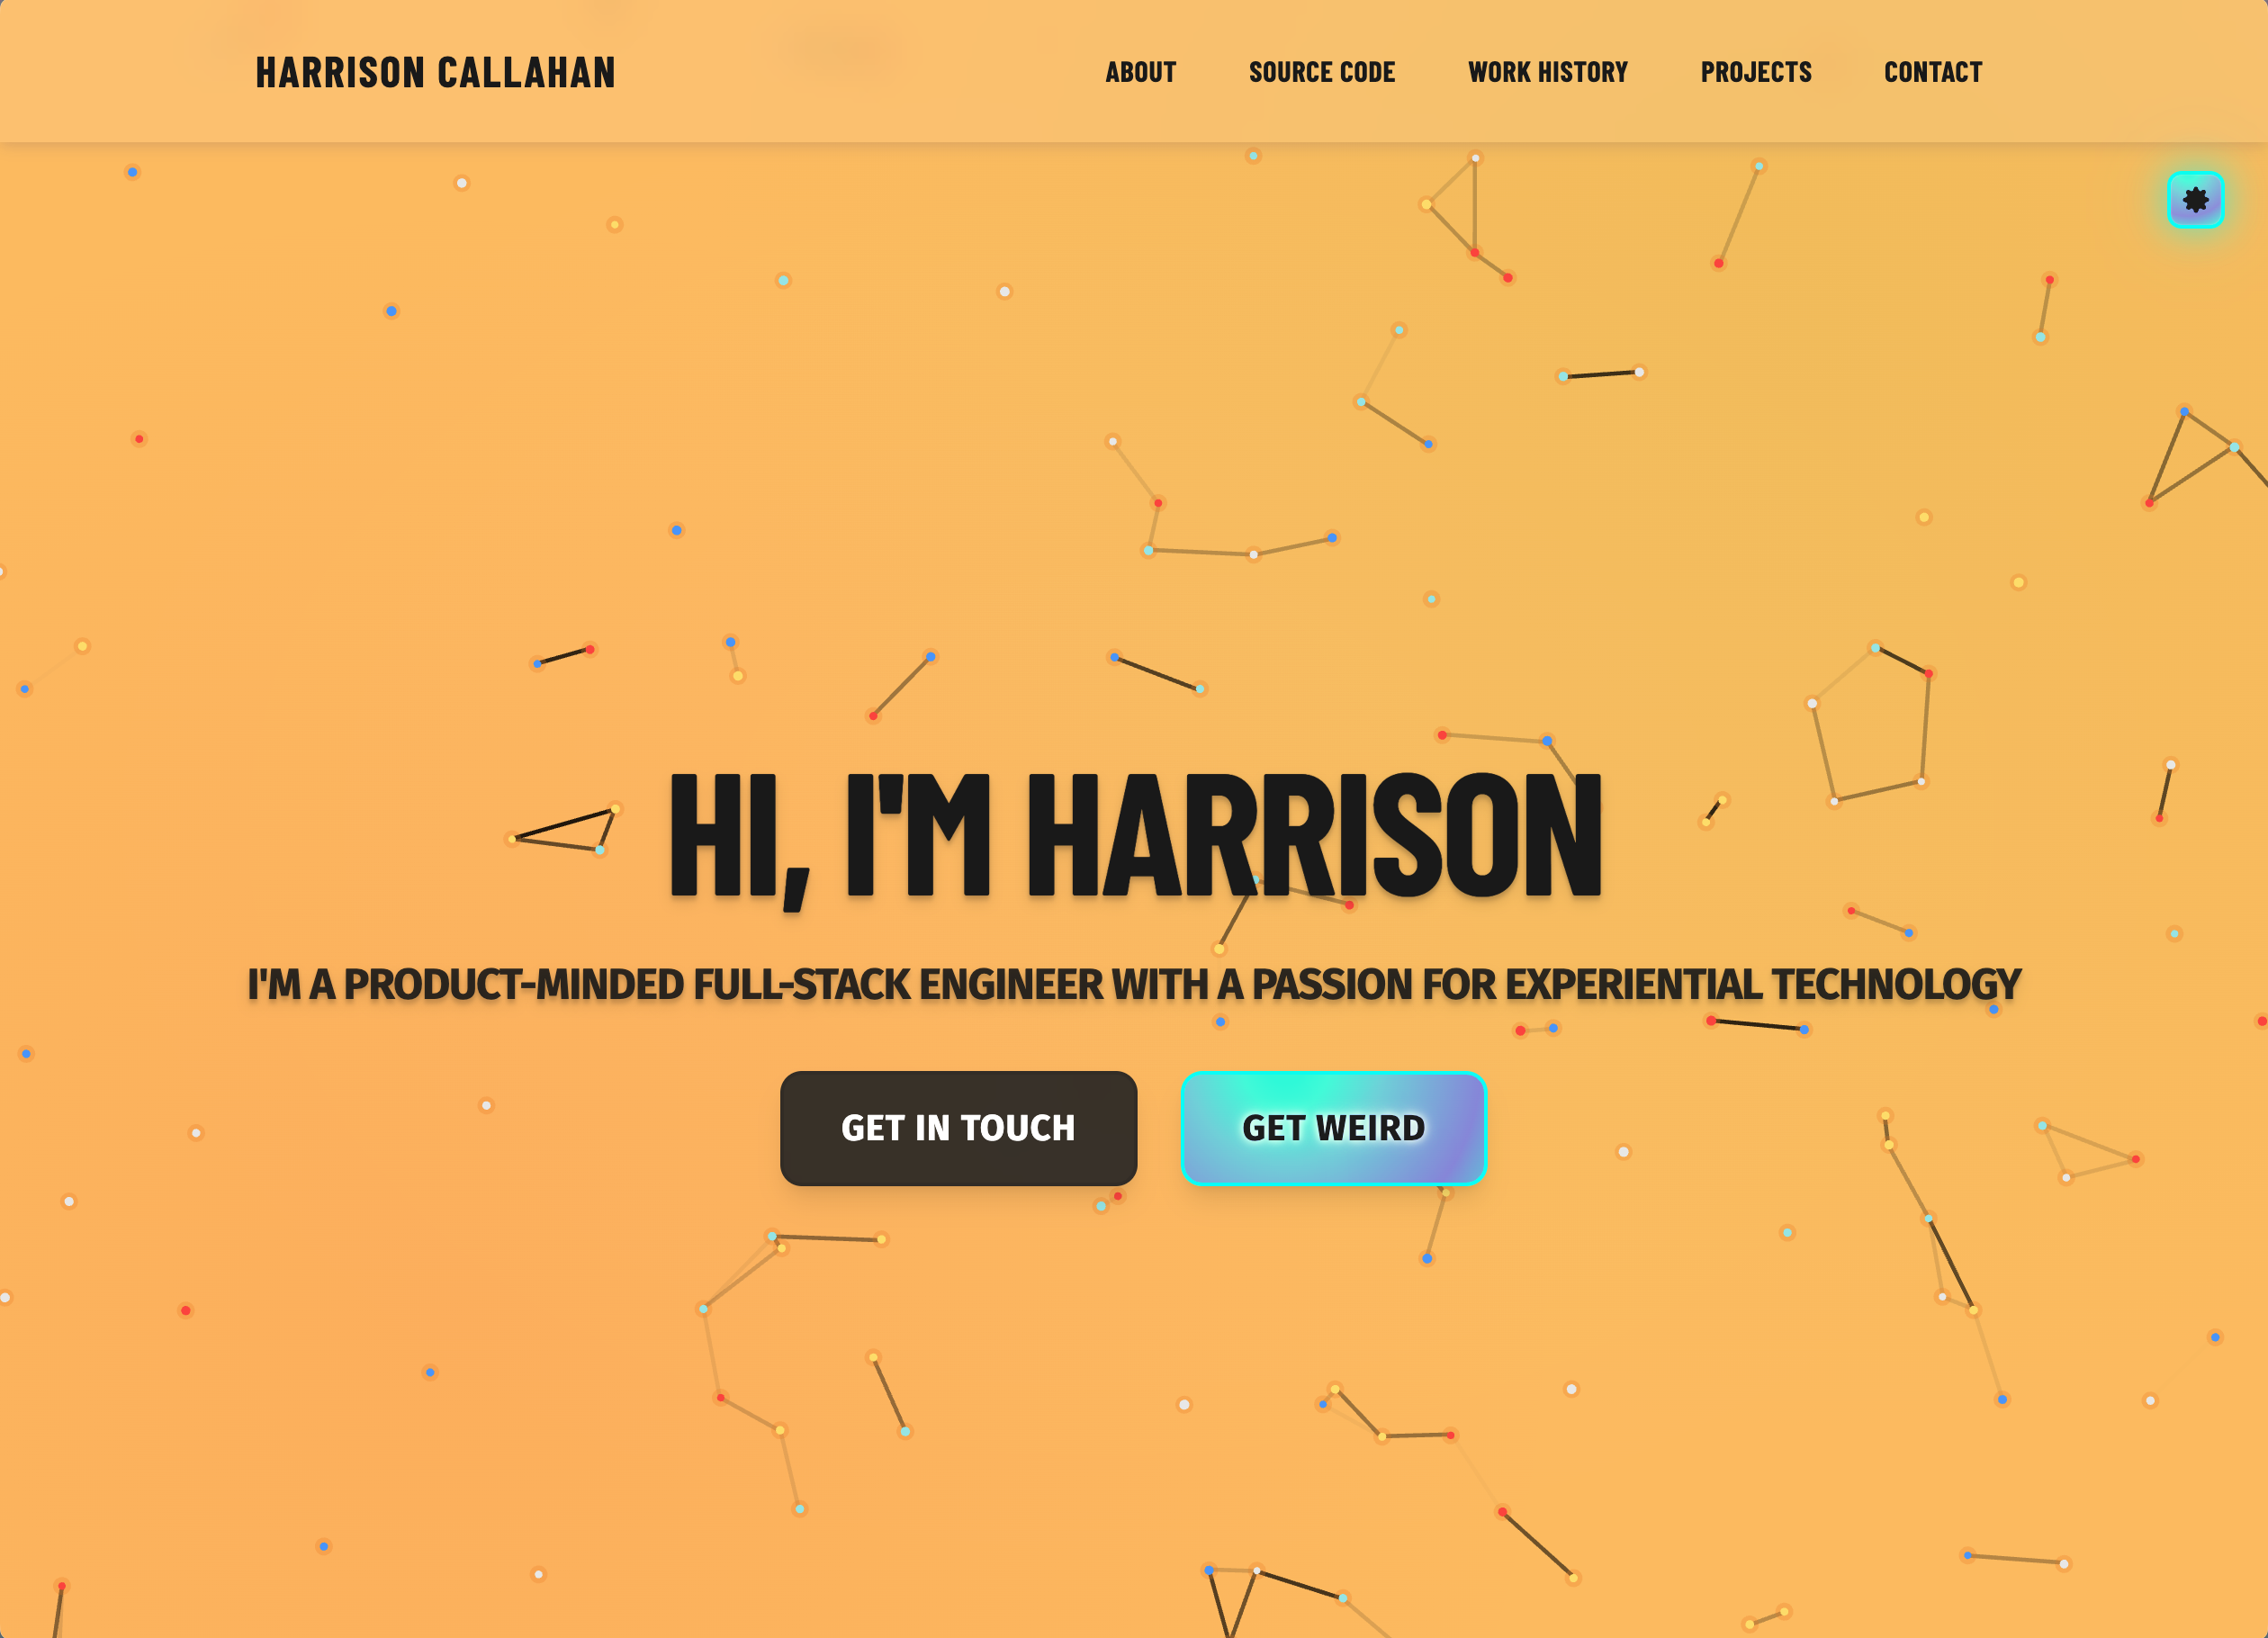 HARRISON CALLAHAN
ABOUT SOURCE CODE WORK HISTORY PROJECTS CONTACT
HI, I'M HARRISON
I'M A PRODUCT-MINDED FULL-STACK ENGINEER WITH A PASSION FOR EXPERIENTIAL TECHNOLOGY
GET IN TOUCH GET WEIRD